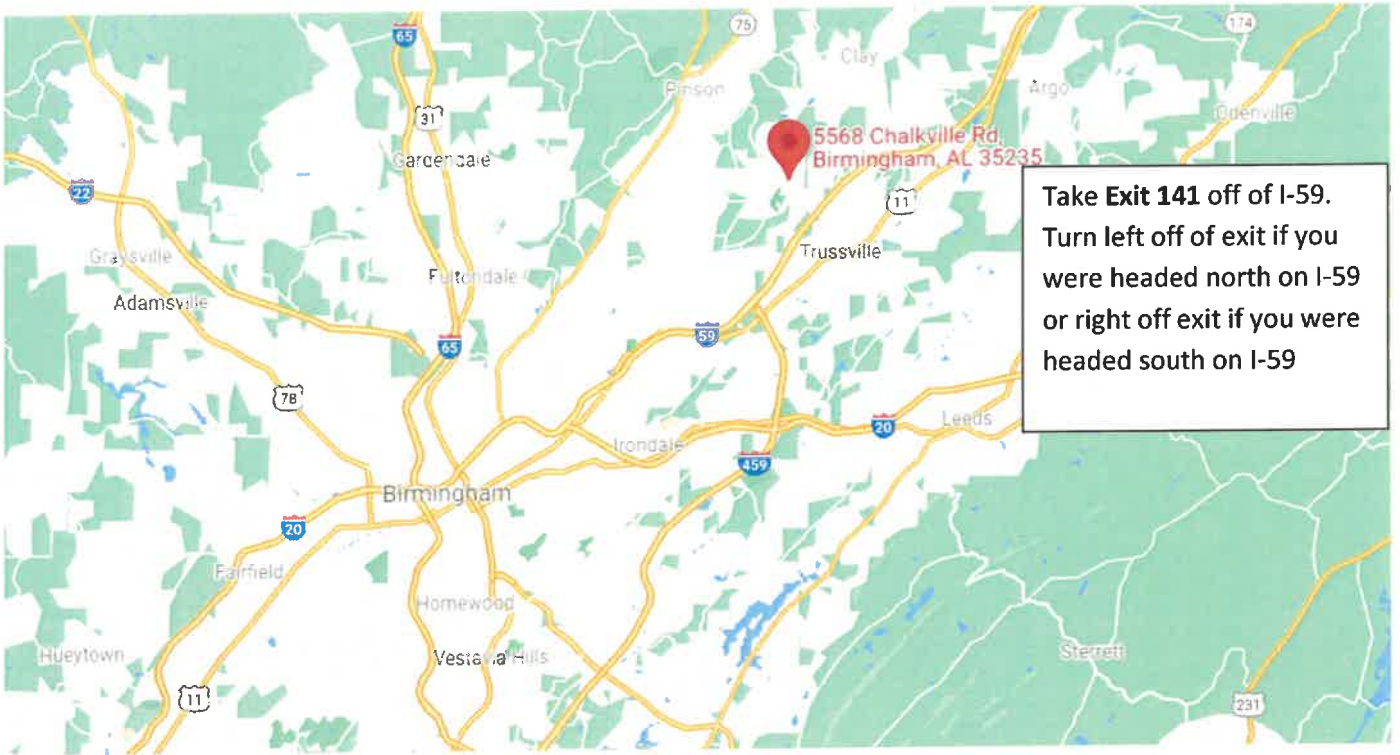 65
75
174
Clay
Argo
Pinson
Odenville
31
5568 Chalkville Rd,
Birmingham, AL 35235
Gardendale
22
11
Take Exit 141 off of I-59.
Turn left off of exit if you
were headed north on I-59
or right off exit if you were
headed south on I-59
Trussville
Graysville
Fultondale
Adamsville
59
65
78
Leeds
20
Irondale
459
Birmingham
20
Fairfield
Homewood
Hueytown
Vestavia Hills
Sterrett
11
231